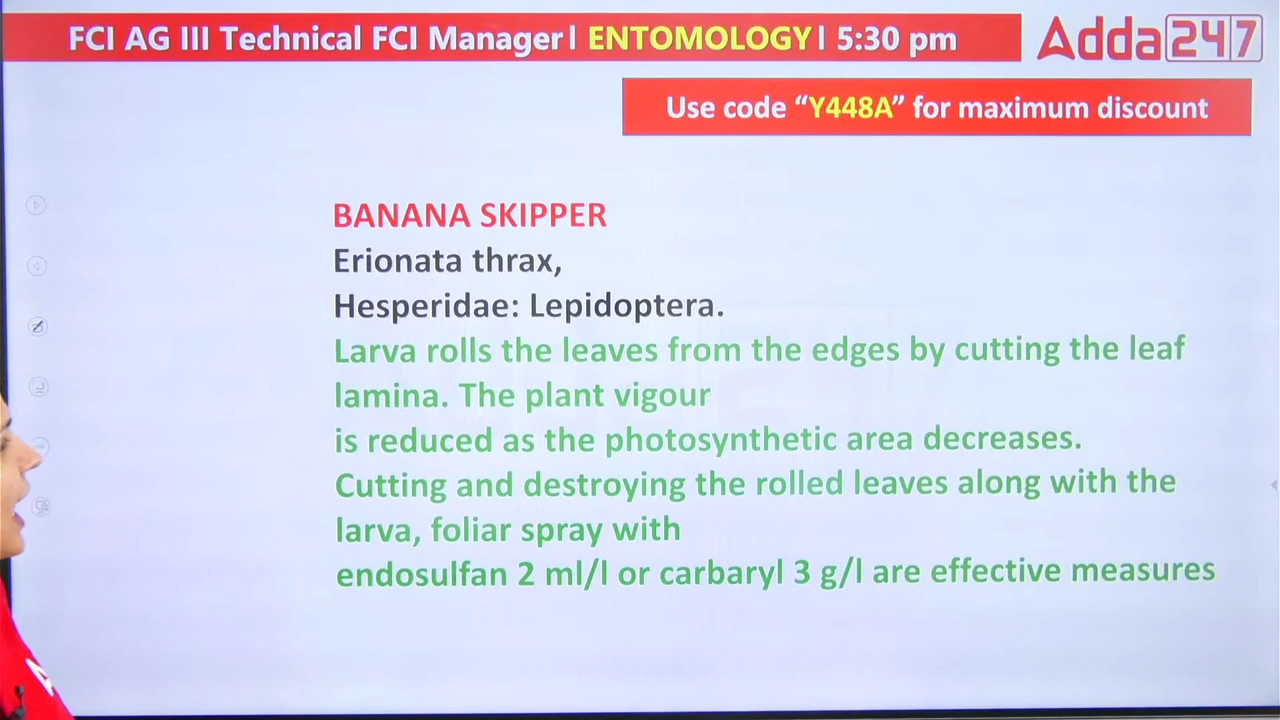 FCI AG III Technical FCI Manager| ENTOMOLOGY| 5:30 pm
Adda247
Use code “Y448A” for maximum discount
BANANA SKIPPER
Erionata thrax,
Hesperidae: Lepidoptera.
Larva rolls the leaves from the edges by cutting the leaf
lamina. The plant vigour
is reduced as the photosynthetic area decreases.
Cutting and destroying the rolled leaves along with the
larva, foliar spray with
endosulfan 2 ml/l or carbaryl 3 g/l are effective measures